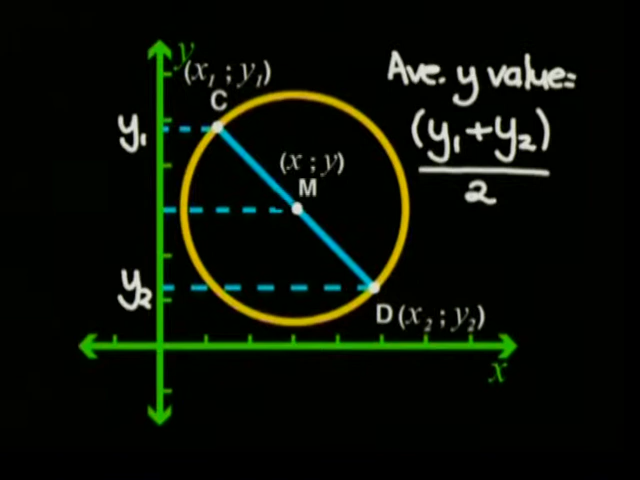 y
(x₁ ; y₁)
C
Ave. y value=
y₁
(y₁+y₂)
2
(x ; y)
M
y₂
D (x₂ ; y₂)
x